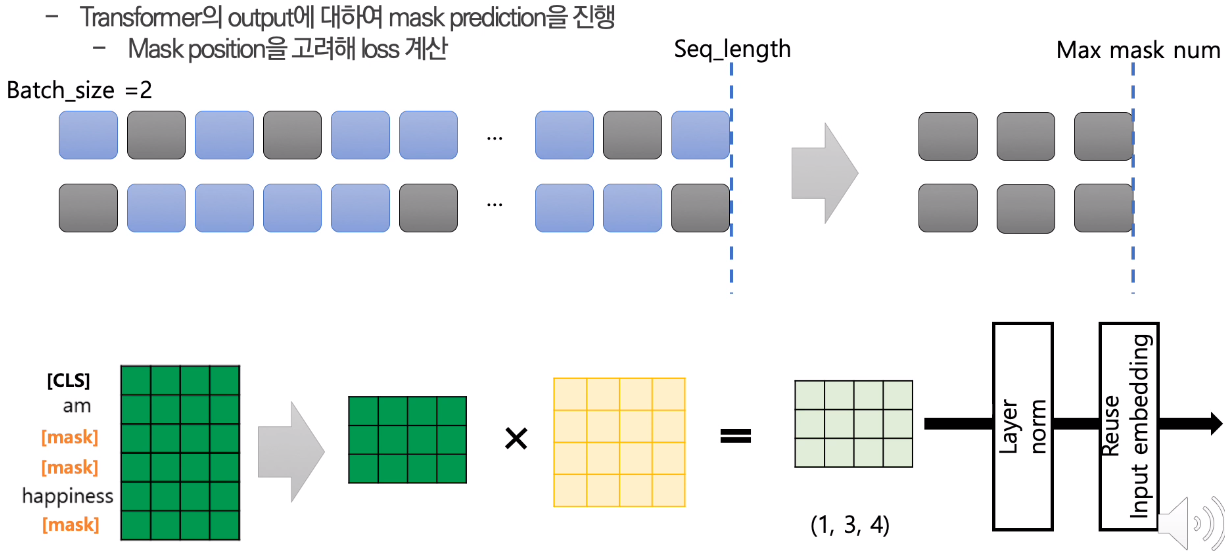 - Transformer의 output에 대하여 mask prediction을 진행
- Mask position을 고려해 loss 계산
Seq_length
Max mask num
Batch_size =2
...
...
[CLS]
am
[mask]
[mask]
happiness
[mask]
×
=
(1, 3, 4)
Layer
norm
Reuse
Input embedding